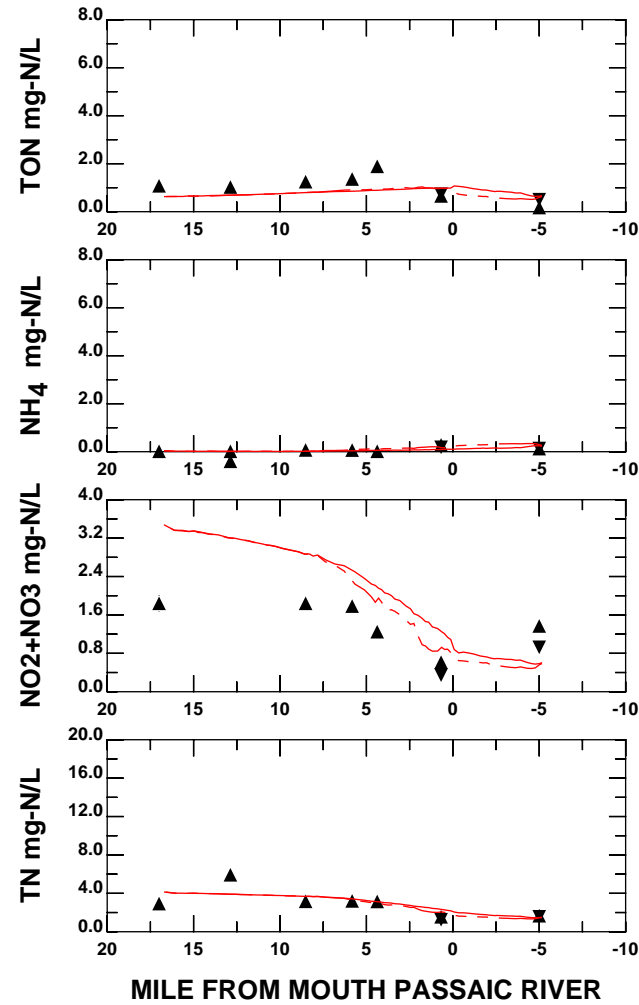 TON mg-N/L
8.0
6.0
4.0
2.0
0.0
20 15 10 5 0 -5 -10
NH4 mg-N/L
8.0
6.0
4.0
2.0
0.0
20 15 10 5 0 -5 -10
NO2+NO3 mg-N/L
4.0
3.2
2.4
1.6
0.8
0.0
20 15 10 5 0 -5 -10
TN mg-N/L
20.0
16.0
12.0
8.0
4.0
0.0
20 15 10 5 0 -5 -10
MILE FROM MOUTH PASSAIC RIVER